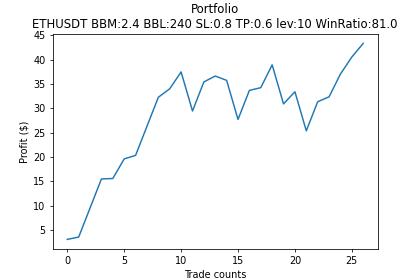 Portfolio
ETHUSDT BBM:2.4 BBL:240 SL:0.8 TP:0.6 lev:10 WinRatio:81.0
45
40
35
30
25
20
15
10
5
Profit ($)
0 5 10 15 20 25
Trade counts